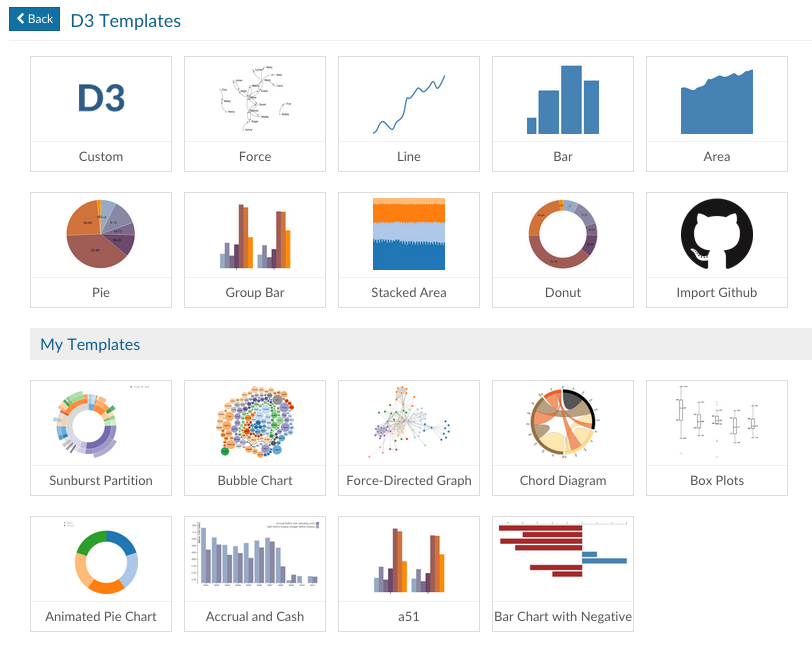 Back
D3 Templates
D3
Custom
Force
Line
Bar
Area
Pie
Group Bar
Stacked Area
Donut
Import Github
My Templates
Sunburst Partition
Bubble Chart
Force-Directed Graph
Chord Diagram
Box Plots
Animated Pie Chart
Accrual and Cash
a51
Bar Chart with Negative